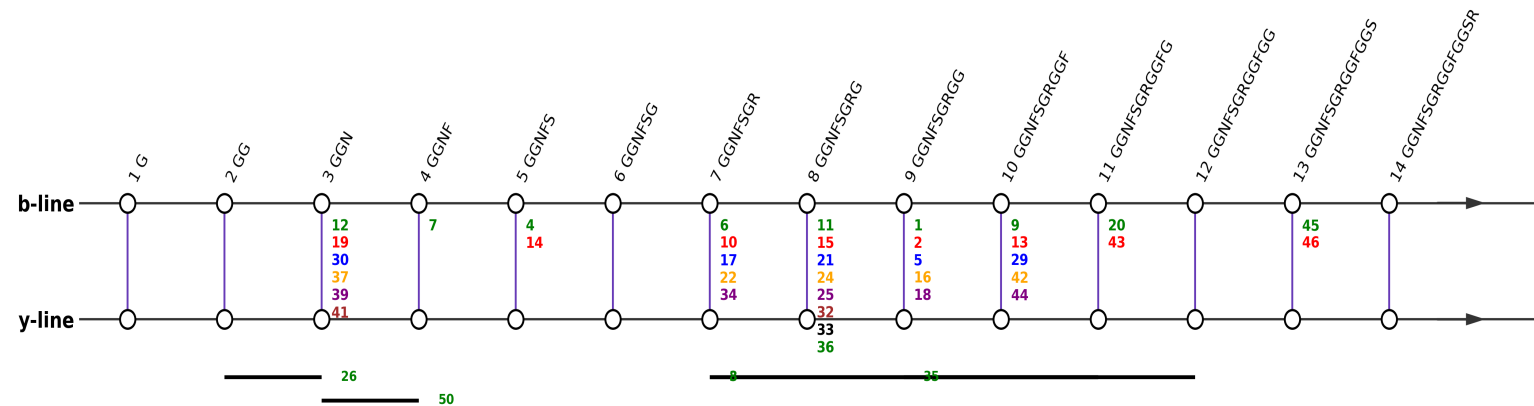 1 G
2 GG
3 GGN
4 GGNF
5 GGNFS
6 GGNFSG
7 GGNFSGR
8 GGNFSGRG
9 GGNFSGRGG
10 GGNFSGRGGF
11 GGNFSGRGGFG
12 GGNFSGRGGFGG
13 GGNFSGRGGFGGS
14 GGNFSGRGGFGGSR
b-line
12 7 4 6 11 1 9 20 45
19 14 10 15 2 13 43 46
30 17 21 5 29
37 22 24 16 42
39 34 25 18 44
41 32
y-line
33
36
26 8 35
50